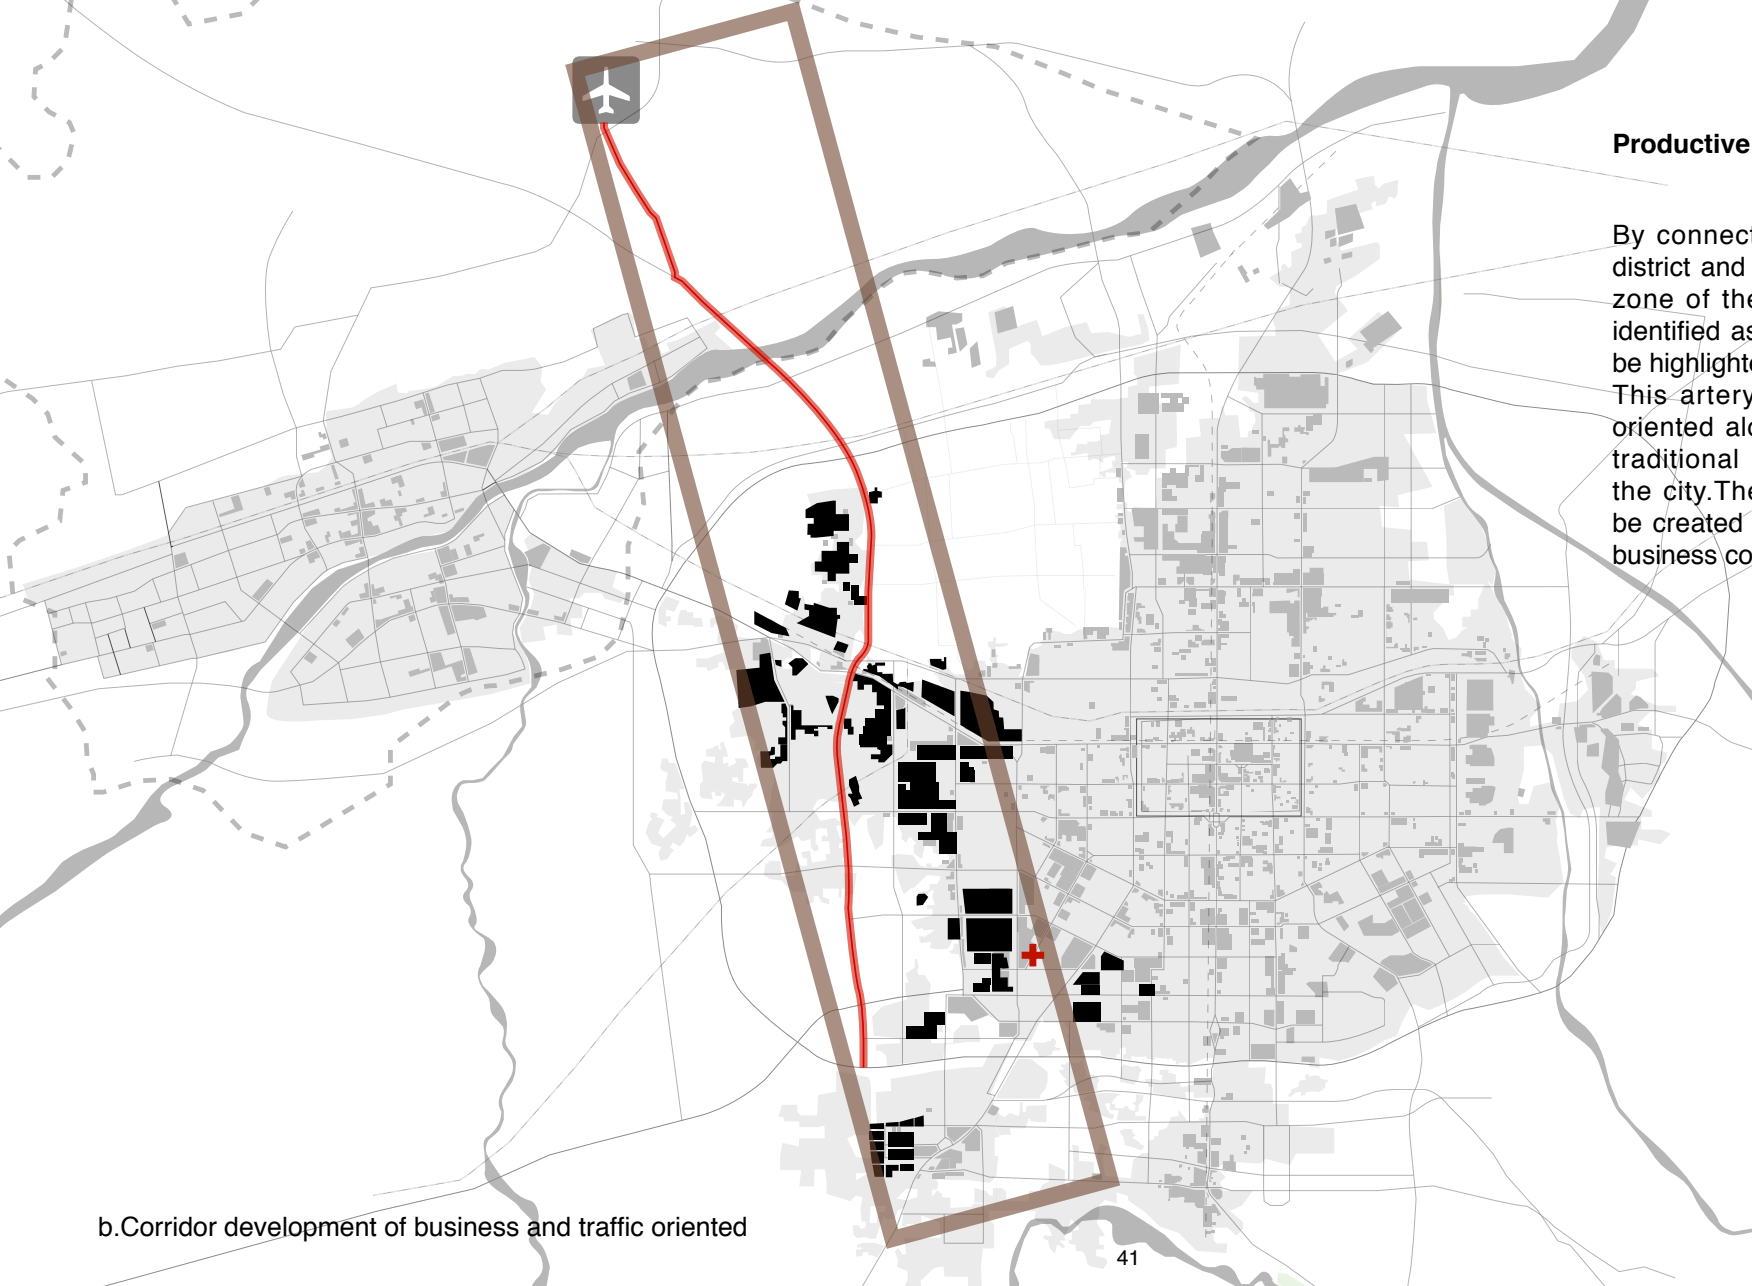 Productive
By connect
district and
zone of the
identified as
be highlighte
This artery
oriented alo
traditional
the city.The
be created
business co
b.Corridor development of business and traffic oriented
41